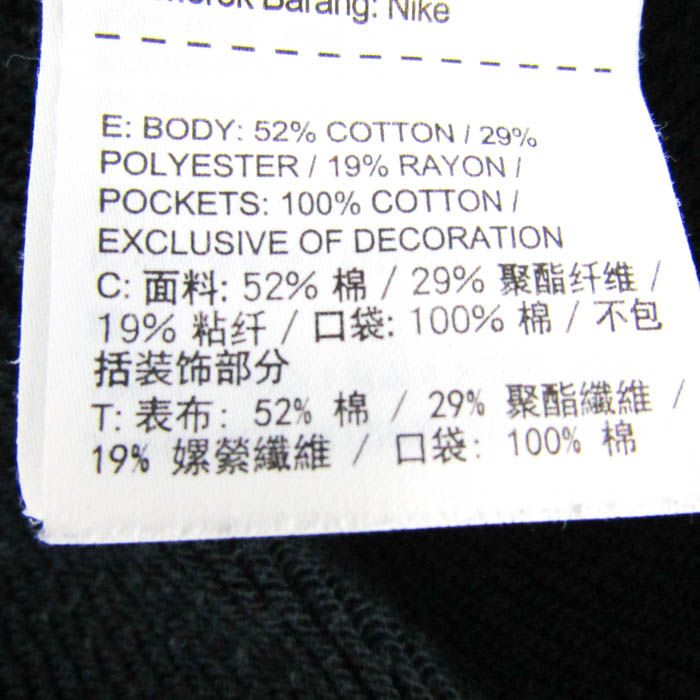 Merek Barang: Nike
E: BODY: 52% COTTON / 29%
POLYESTER / 19% RAYON /
POCKETS: 100% COTTON /
EXCLUSIVE OF DECORATION
C: 面料: 52% 棉 / 29% 聚酯纤维 /
19% 粘纤 / 口袋: 100% 棉 / 不包
括装饰部分
T: 表布: 52% 棉 / 29% 聚酯纖維 /
19% 嫘縈纖維 / 口袋: 100% 棉